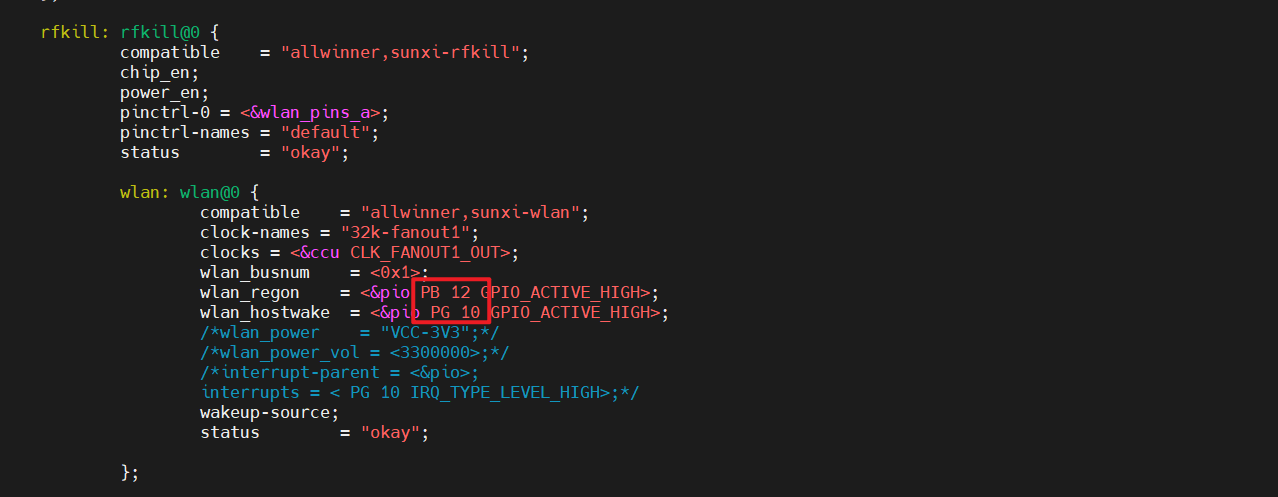 rfkill: rfkill@0 {
compatible    = "allwinner,sunxi-rfkill";
chip_en;
power_en;
pinctrl-0 = <&wlan_pins_a>;
pinctrl-names = "default";
status        = "okay";
wlan: wlan@0 {
compatible    = "allwinner,sunxi-wlan";
clock-names = "32k-fanout1";
clocks = <&ccu CLK_FANOUT1_OUT>;
wlan_busnum    = <0x1>;
wlan_regon    = <&pio PB 12 GPIO_ACTIVE_HIGH>;
wlan_hostwake  = <&pio PG 10 GPIO_ACTIVE_HIGH>;
/*wlan_power    = "VCC-3V3";*/
/*wlan_power_vol = <3300000>;*/
/*interrupt-parent = <&pio>;
interrupts = < PG 10 IRQ_TYPE_LEVEL_HIGH>;*/
wakeup-source;
status        = "okay";
};